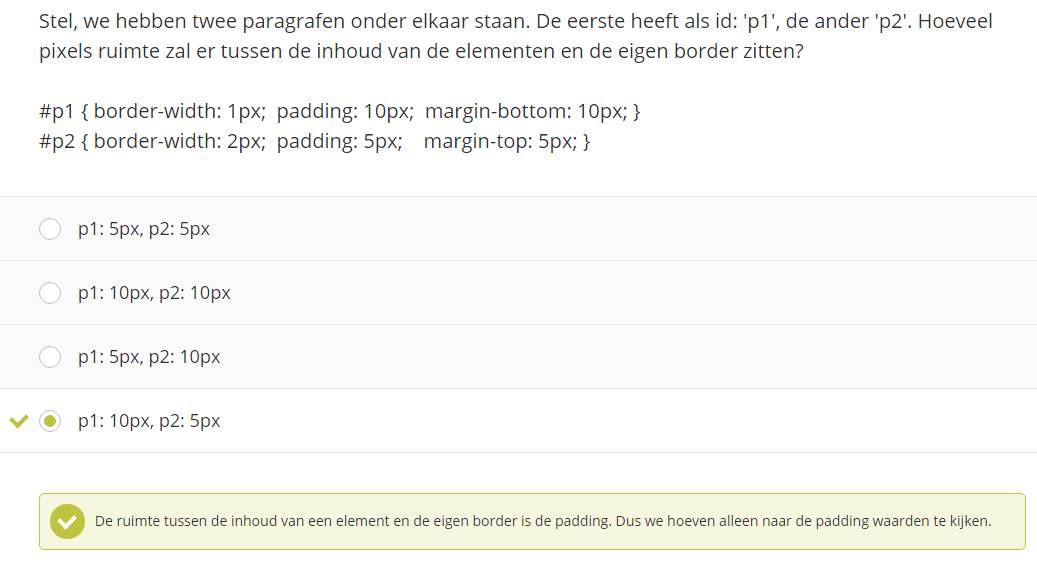 Stel, we hebben twee paragrafen onder elkaar staan. De eerste heeft als id: 'p1', de ander 'p2'. Hoeveel
pixels ruimte zal er tussen de inhoud van de elementen en de eigen border zitten?
#p1 { border-width: 1px;  padding: 10px;  margin-bottom: 10px; }
#p2 { border-width: 2px;  padding: 5px;    margin-top: 5px; }
p1: 5px, p2: 5px
p1: 10px, p2: 10px
p1: 5px, p2: 10px
p1: 10px, p2: 5px
De ruimte tussen de inhoud van een element en de eigen border is de padding. Dus we hoeven alleen naar de padding waarden te kijken.